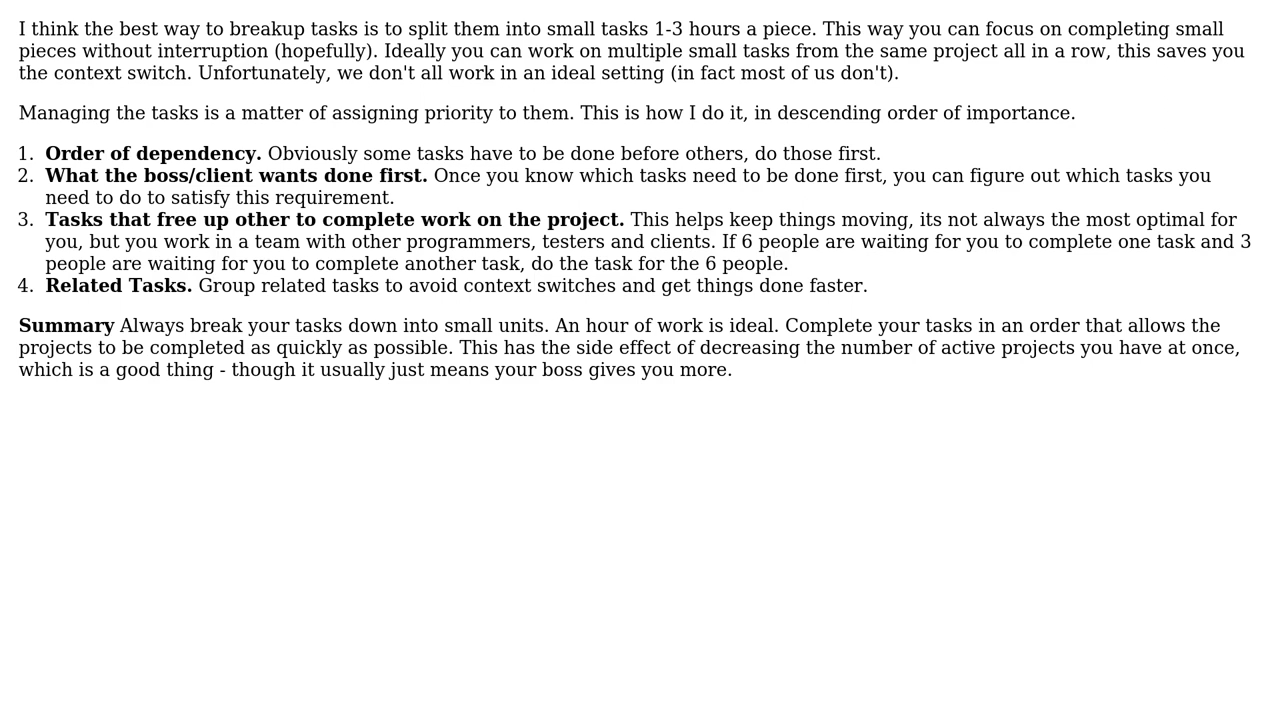 I think the best way to breakup tasks is to split them into small tasks 1-3 hours a piece. This way you can focus on completing small
pieces without interruption (hopefully). Ideally you can work on multiple small tasks from the same project all in a row, this saves you
the context switch. Unfortunately, we don't all work in an ideal setting (in fact most of us don't).
Managing the tasks is a matter of assigning priority to them. This is how I do it, in descending order of importance.
1. Order of dependency. Obviously some tasks have to be done before others, do those first.
2. What the boss/client wants done first. Once you know which tasks need to be done first, you can figure out which tasks you
need to do to satisfy this requirement.
3. Tasks that free up other to complete work on the project. This helps keep things moving, its not always the most optimal for
you, but you work in a team with other programmers, testers and clients. If 6 people are waiting for you to complete one task and 3
people are waiting for you to complete another task, do the task for the 6 people.
4. Related Tasks. Group related tasks to avoid context switches and get things done faster.
Summary Always break your tasks down into small units. An hour of work is ideal. Complete your tasks in an order that allows the
projects to be completed as quickly as possible. This has the side effect of decreasing the number of active projects you have at once,
which is a good thing - though it usually just means your boss gives you more.